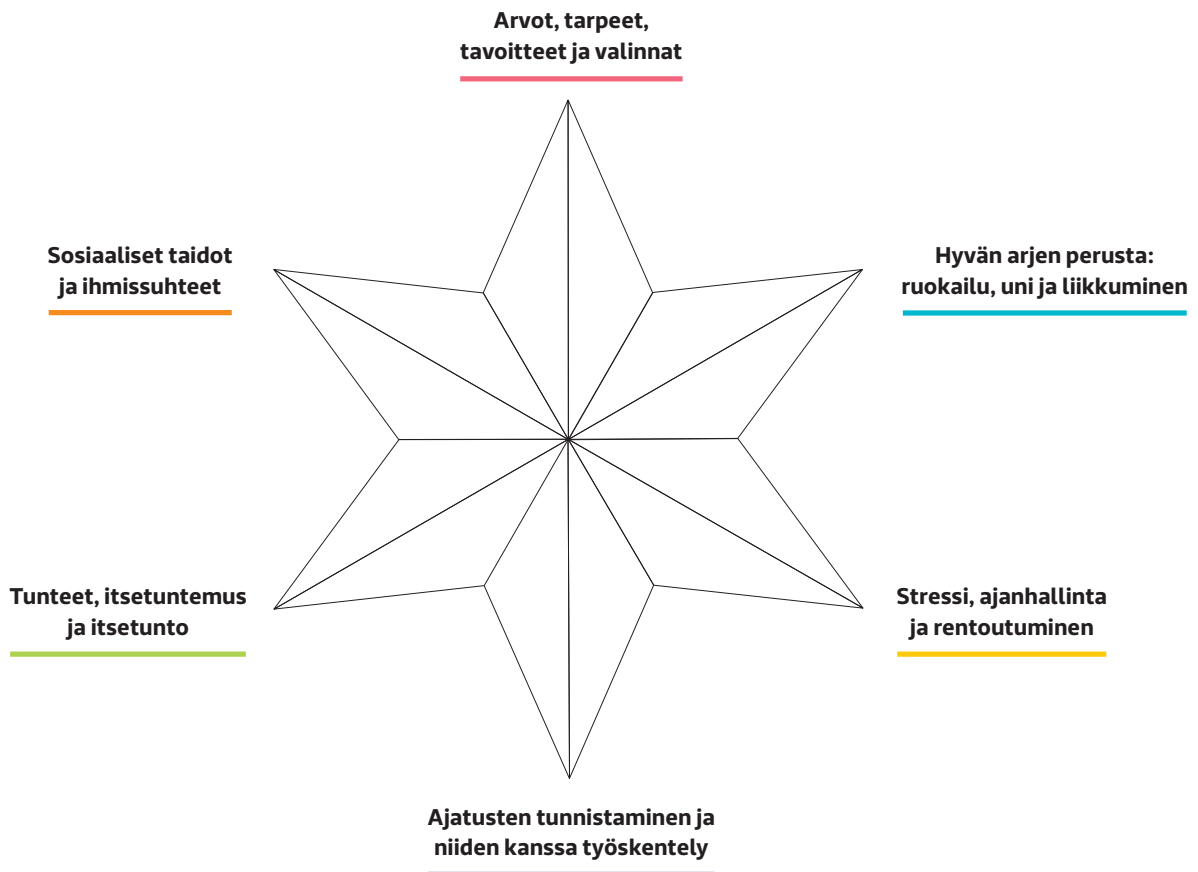 Arvot, tarpeet,
tavoitteet ja valinnat
Sosiaaliset taidot
ja ihmissuhteet
Hyvän arjen perusta:
ruokailu, uni ja liikkuminen
Tunteet, itsetuntemus
ja itsetunto
Stressi, ajanhallinta
ja rentoutuminen
Ajatusten tunnistaminen ja
niiden kanssa työskentely